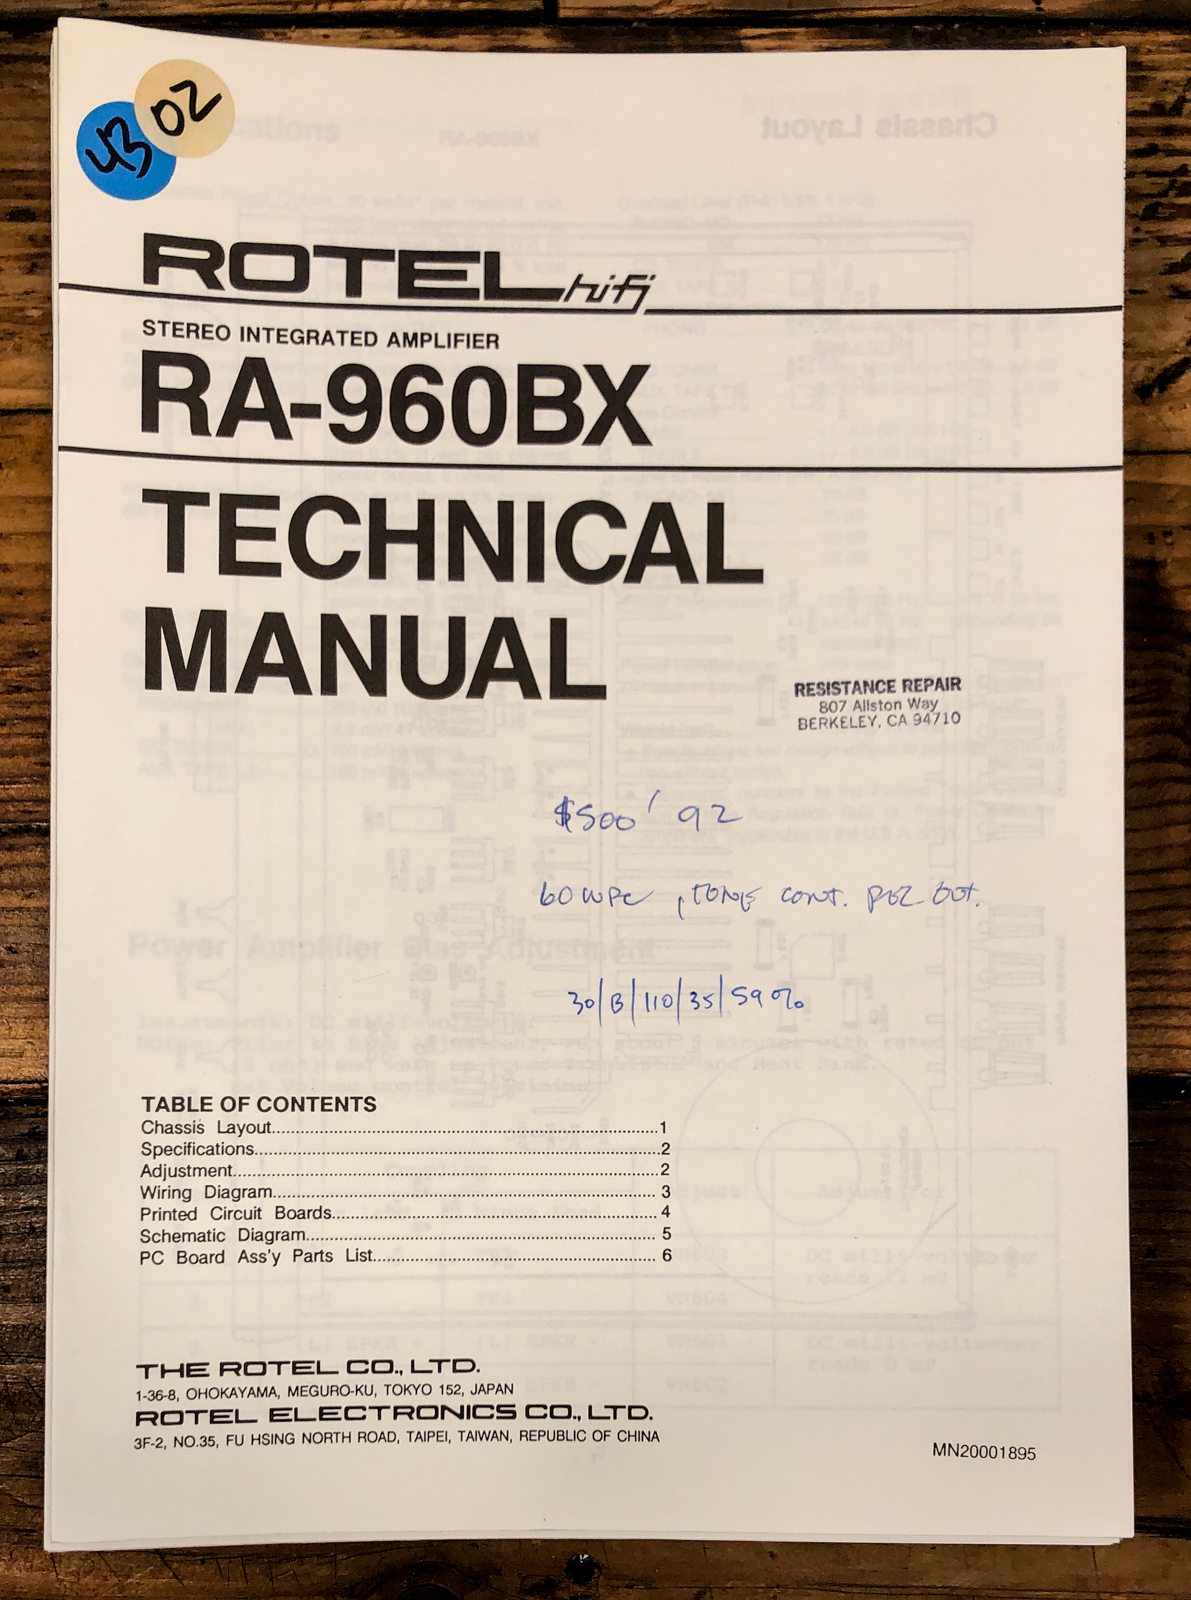 43
02
ROTEL hifi
STEREO INTEGRATED AMPLIFIER
RA-960BX
TECHNICAL
MANUAL
RESISTANCE REPAIR
807 Allston Way
BERKELEY, CA 94710
$500 ' 92
60 WPC , TONE CONT. PEZ OUT.
30/B/110/35/59%
TABLE OF CONTENTS
Chassis Layout..........1
Specifications..........2
Adjustment..........2
Wiring Diagram..........3
Printed Circuit Boards..........4
Schematic Diagram..........5
PC Board Ass'y Parts List..........6
THE ROTEL CO., LTD.
1-36-8, OHOKAYAMA, MEGURO-KU, TOKYO 152, JAPAN
ROTEL ELECTRONICS CO., LTD.
3F-2, NO.35, FU HSING NORTH ROAD, TAIPEI, TAIWAN, REPUBLIC OF CHINA
MN20001895